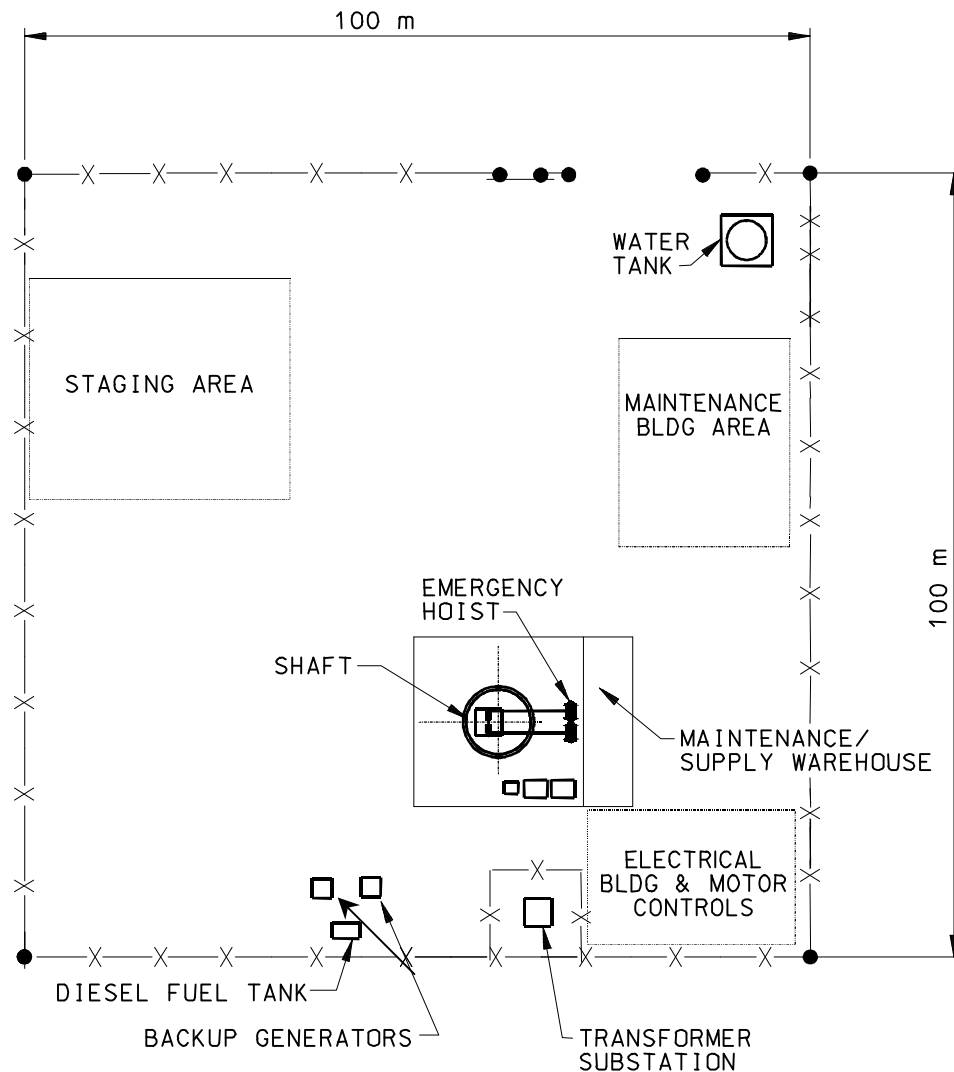 100 m
WATER
TANK
STAGING AREA
MAINTENANCE
BLDG AREA
100 m
EMERGENCY
HOIST
SHAFT
MAINTENANCE/
SUPPLY WAREHOUSE
ELECTRICAL
BLDG & MOTOR
CONTROLS
DIESEL FUEL TANK
BACKUP GENERATORS
TRANSFORMER
SUBSTATION